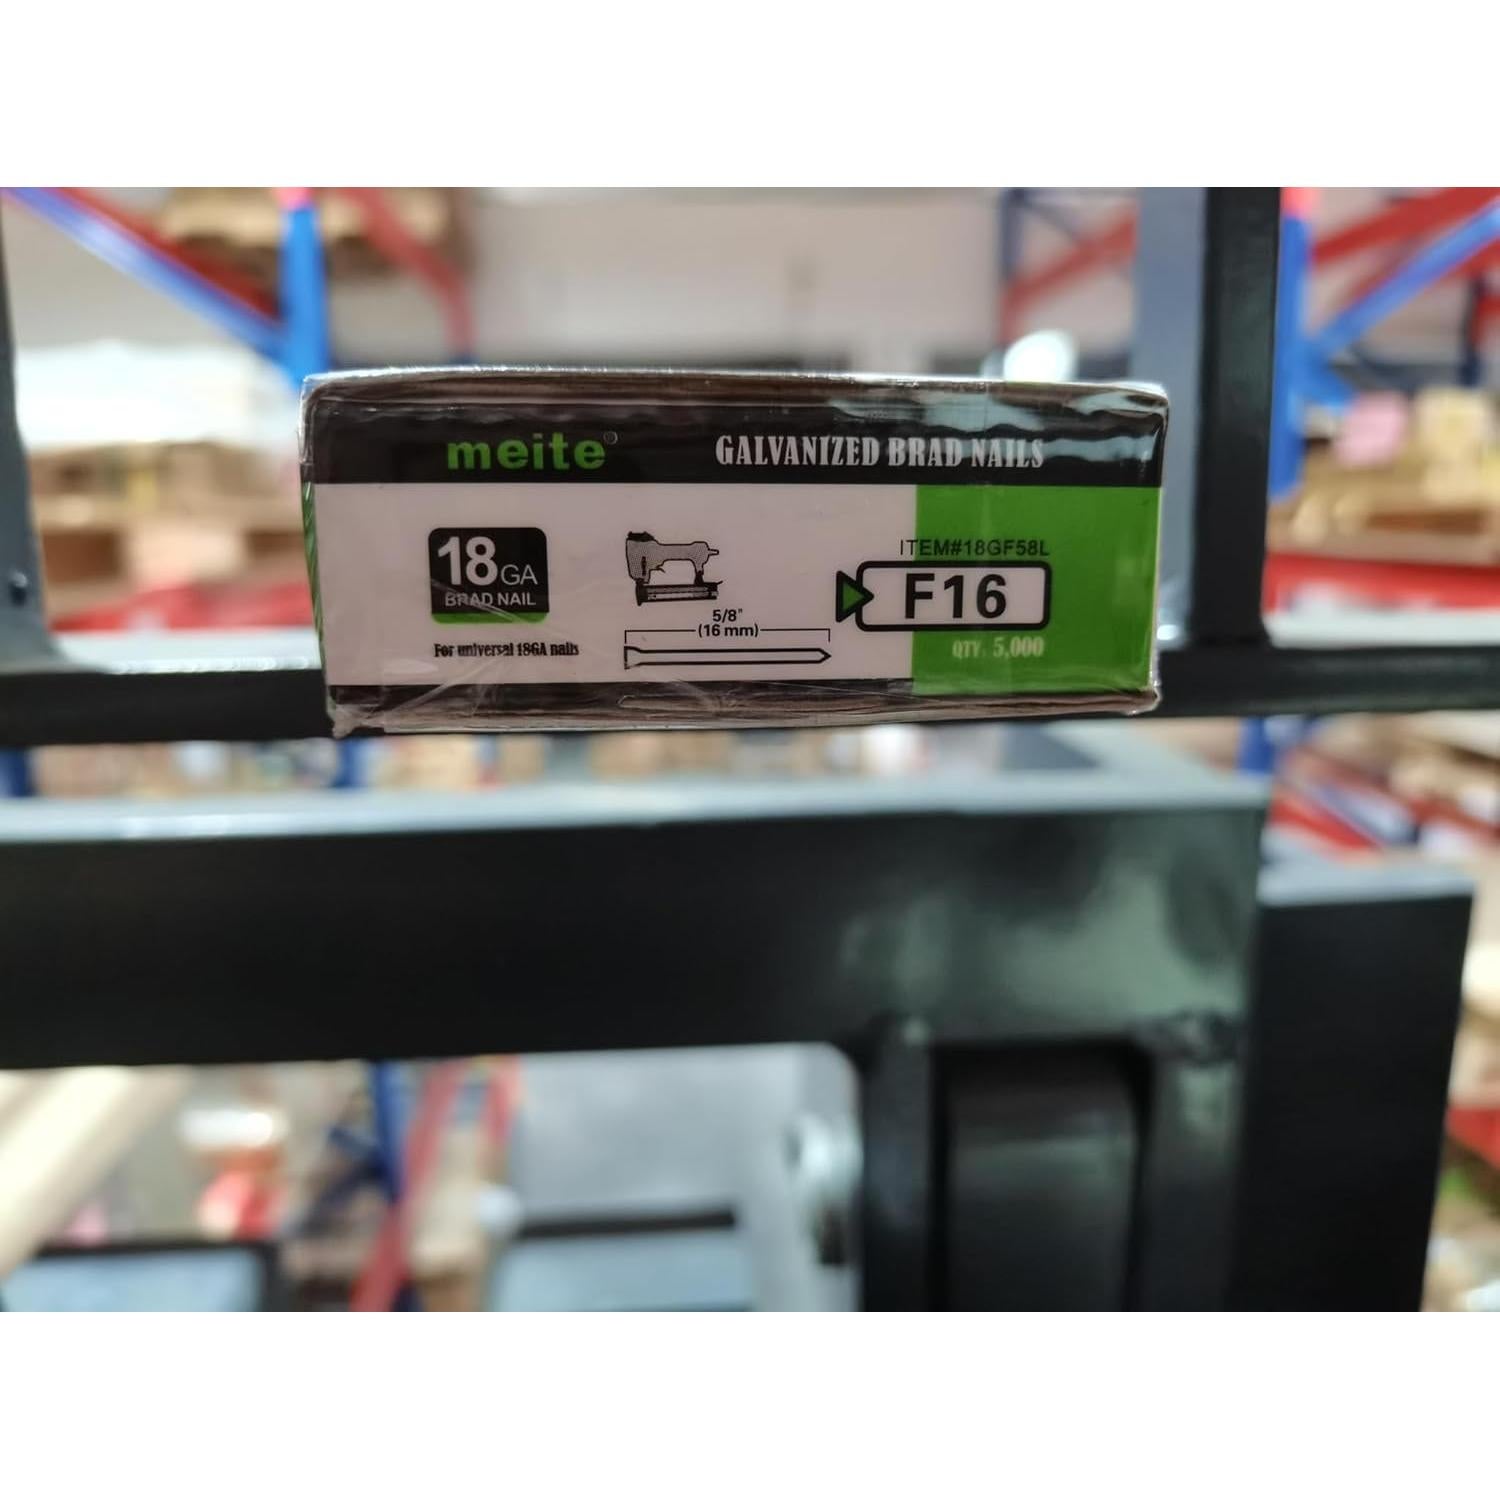 meite®
GALVANIZED BRAD NAILS
18GA
BRAD NAIL
For universal 18GA nails
5/8"
(16 mm)
ITEM#18GF58L
F16
QTY: 5,000